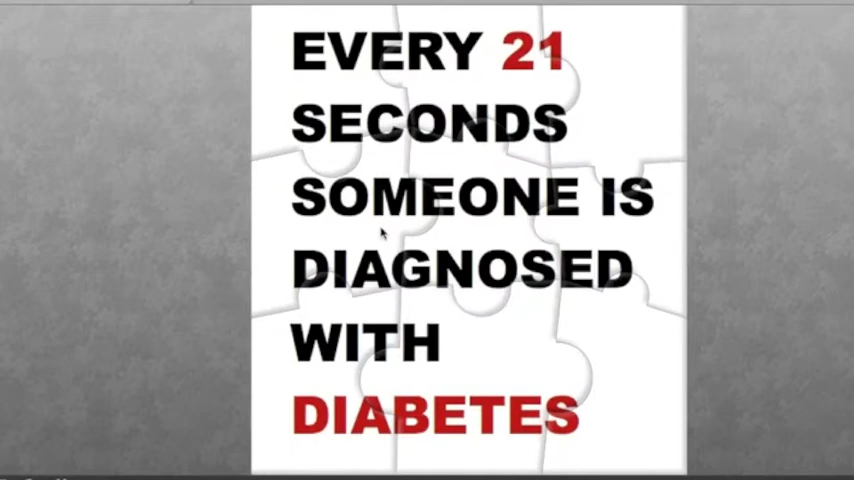 EVERY 21
SECONDS
SOMEONE IS
DIAGNOSED
WITH
DIABETES